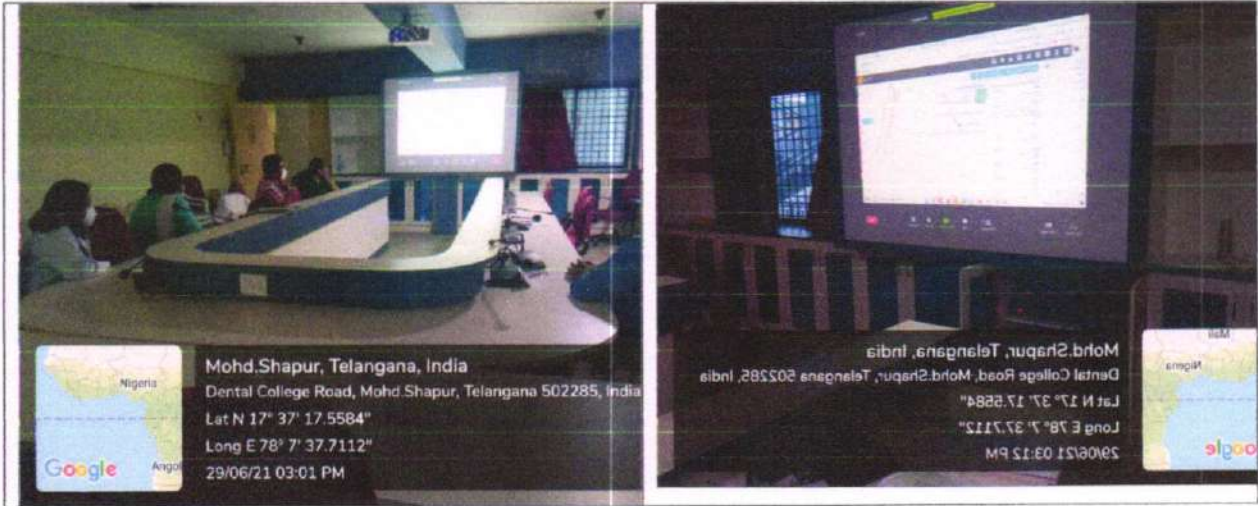 Nigeria
Angol
Google
Mohd.Shapur, Telangana, India
Dental College Road, Mohd.Shapur, Telangana 502285, India
Lat N 17° 37' 17.5584"
Long E 78° 7' 37.7112"
29/06/21 03:01 PM
Mali
Nigeria
oogle
Mohd.Shapur, Telangana, India
Dental College Road, Mohd.Shapur, Telangana 502285, India
Lat N 17° 37' 17.5584"
Long E 78° 7' 37.7112"
29/06/21 03:12 PM